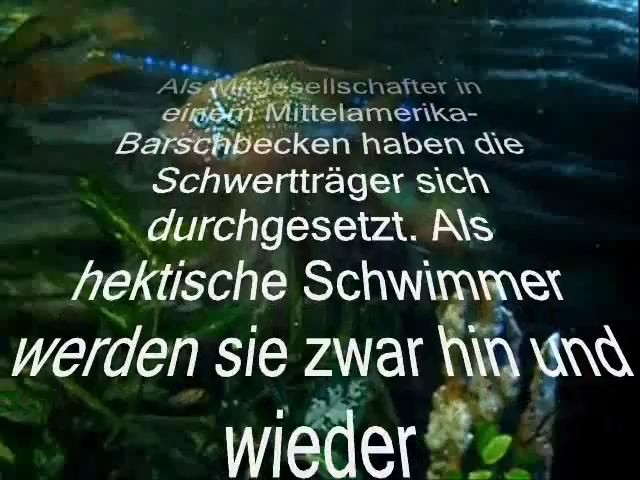 Als Mitgesellschafter in
einem Mittelamerika-
Barschbecken haben die
Schwertträger sich
durchgesetzt. Als
hektische Schwimmer
werden sie zwar hin und
wieder